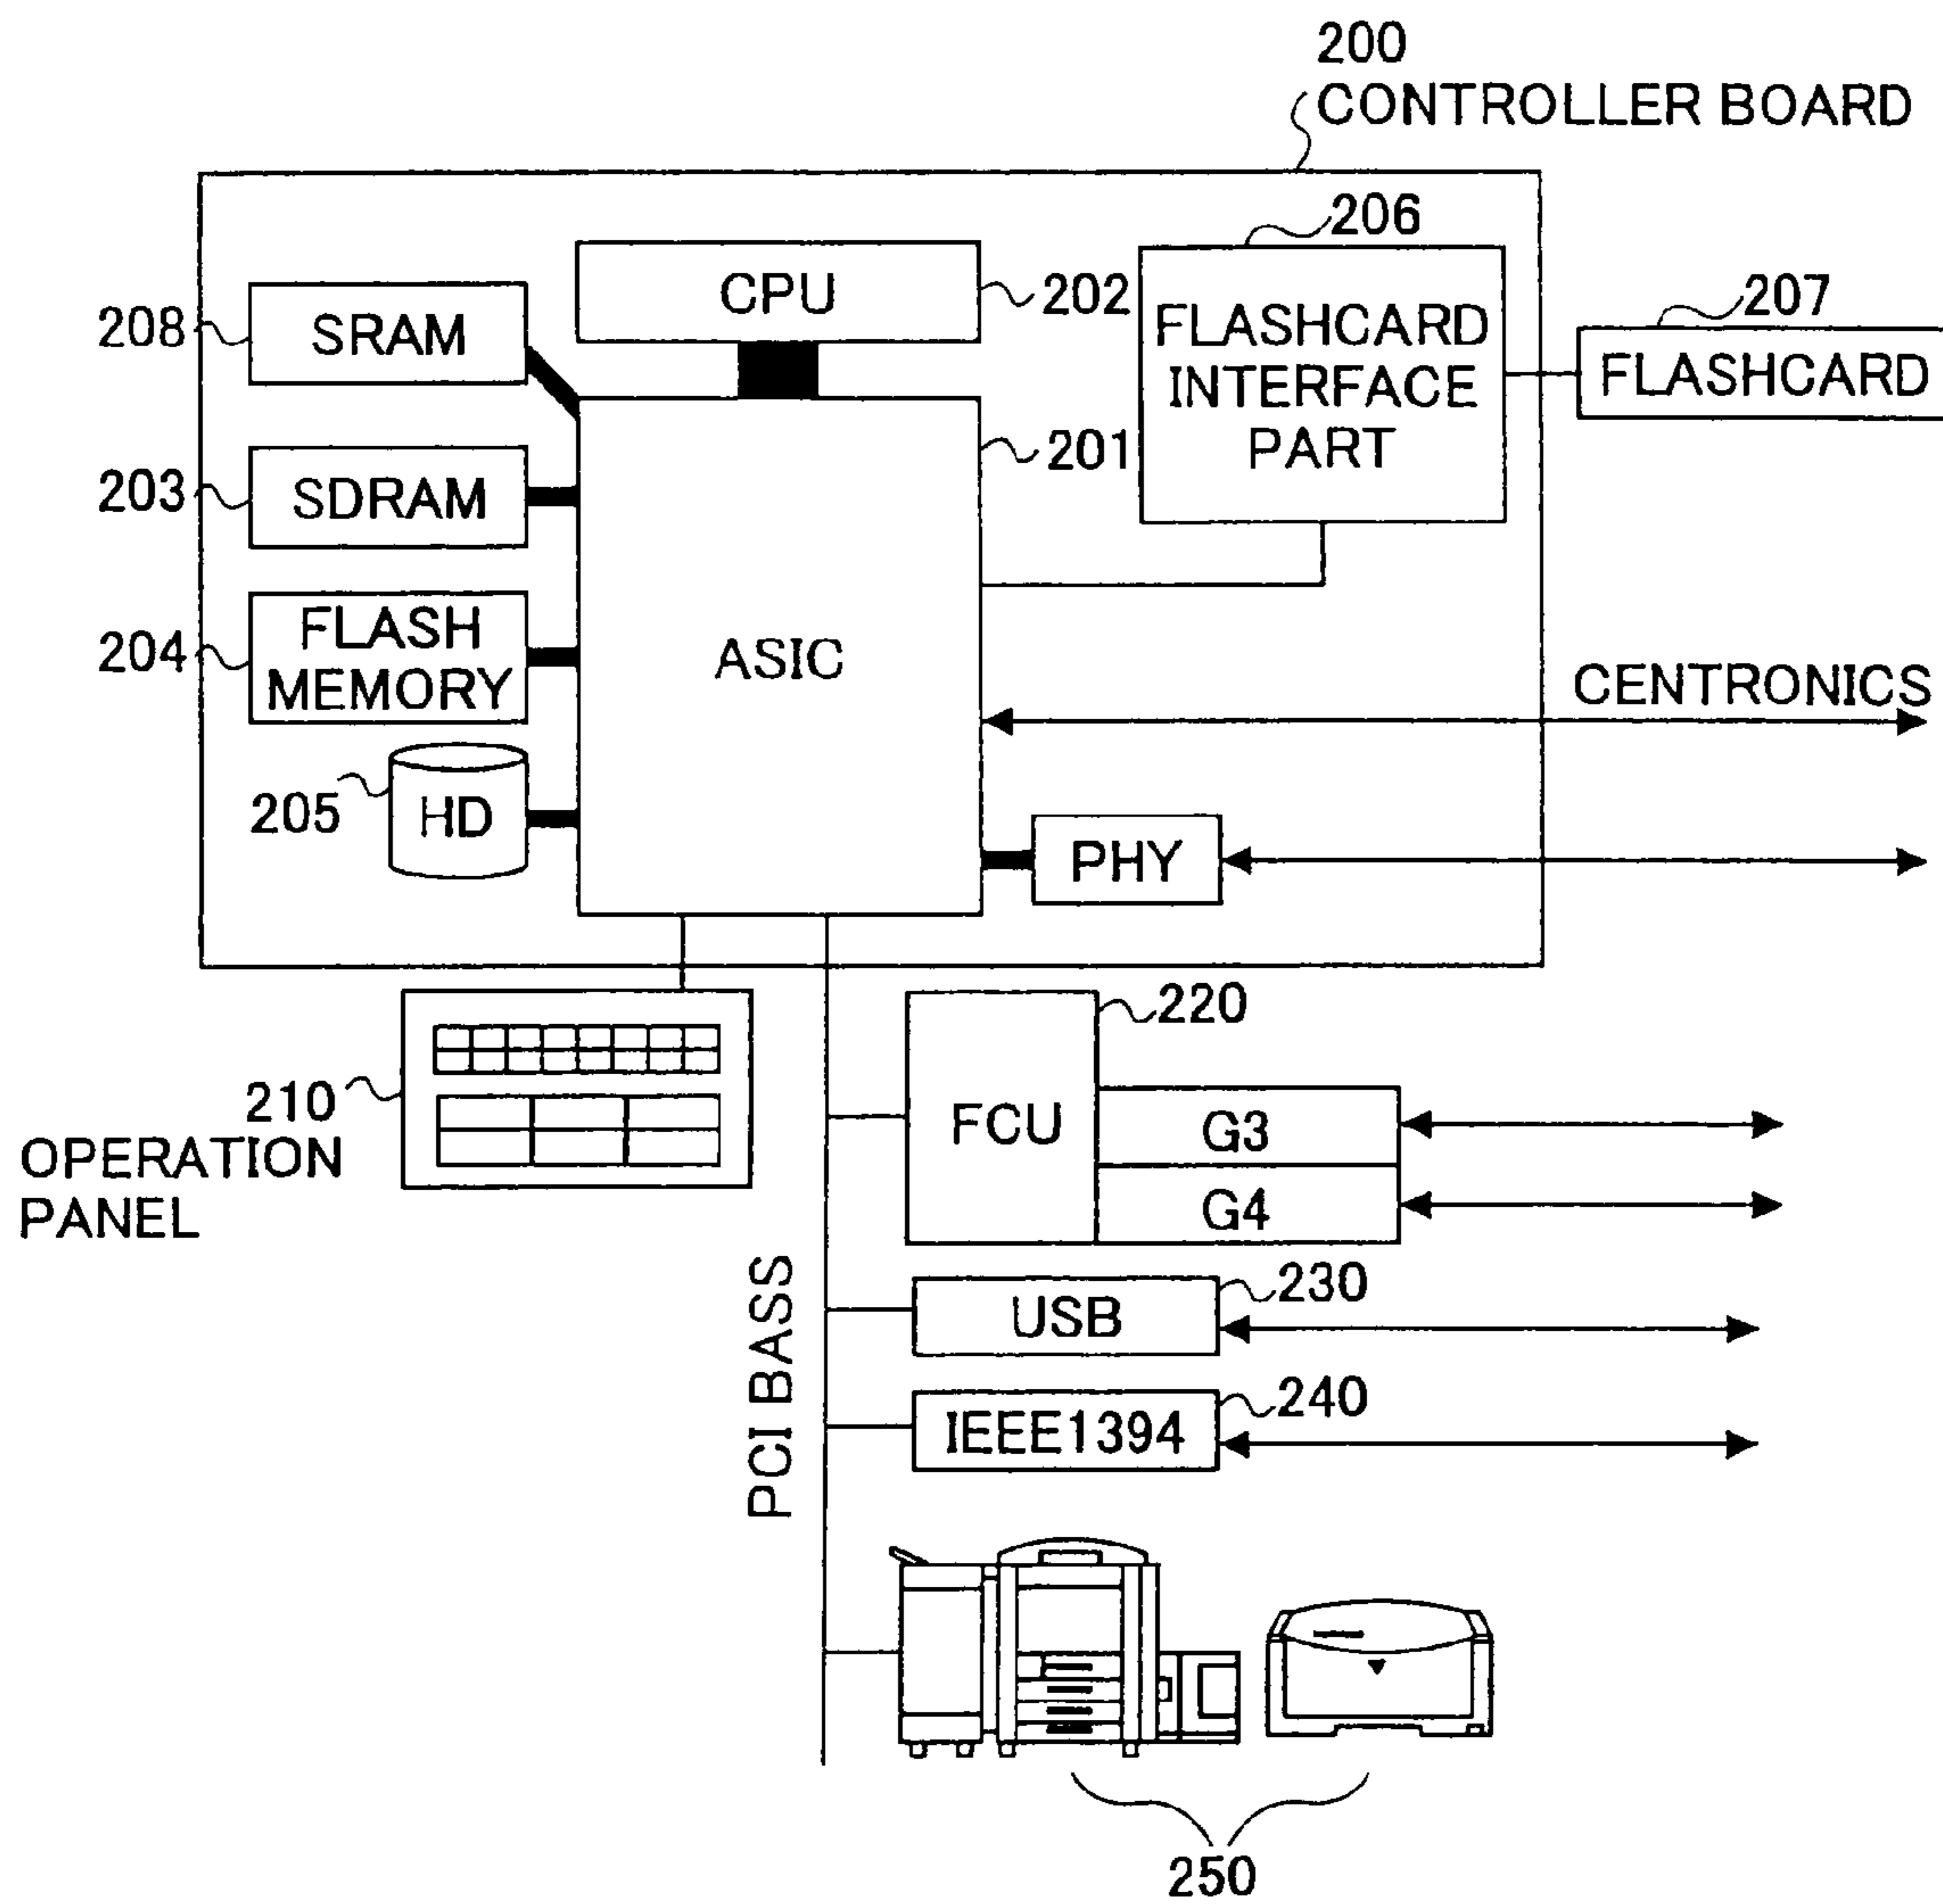 200
CONTROLLER BOARD
206
207
208
SRAM
CPU
202
FLASHCARD
INTERFACE
PART
FLASHCARD
201
203
SDRAM
204
FLASH
MEMORY
ASIC
CENTRONICS
205
HD
PHY
220
210
OPERATION
PANEL
FCU
G3
G4
PCI BASS
230
USB
240
IEEE1394
250